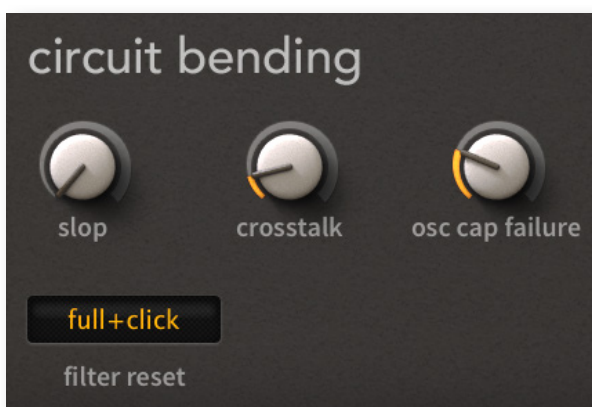 circuit bending
slop
crosstalk
osc cap failure
full+click
filter reset